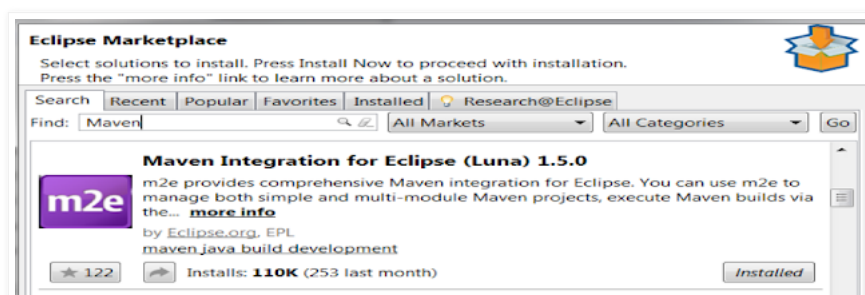 Eclipse Marketplace
Select solutions to install. Press Install Now to proceed with installation.
Press the "more info" link to learn more about a solution.
Search Recent Popular Favorites Installed Research@Eclipse
Find: Maven All Markets All Categories Go
Maven Integration for Eclipse (Luna) 1.5.0
m2e provides comprehensive Maven integration for Eclipse. You can use m2e to
m2e manage both simple and multi-module Maven projects, execute Maven builds via
the... more info
by Eclipse.org, EPL
maven java build development
122 Installs: 110K (253 last month) Installed